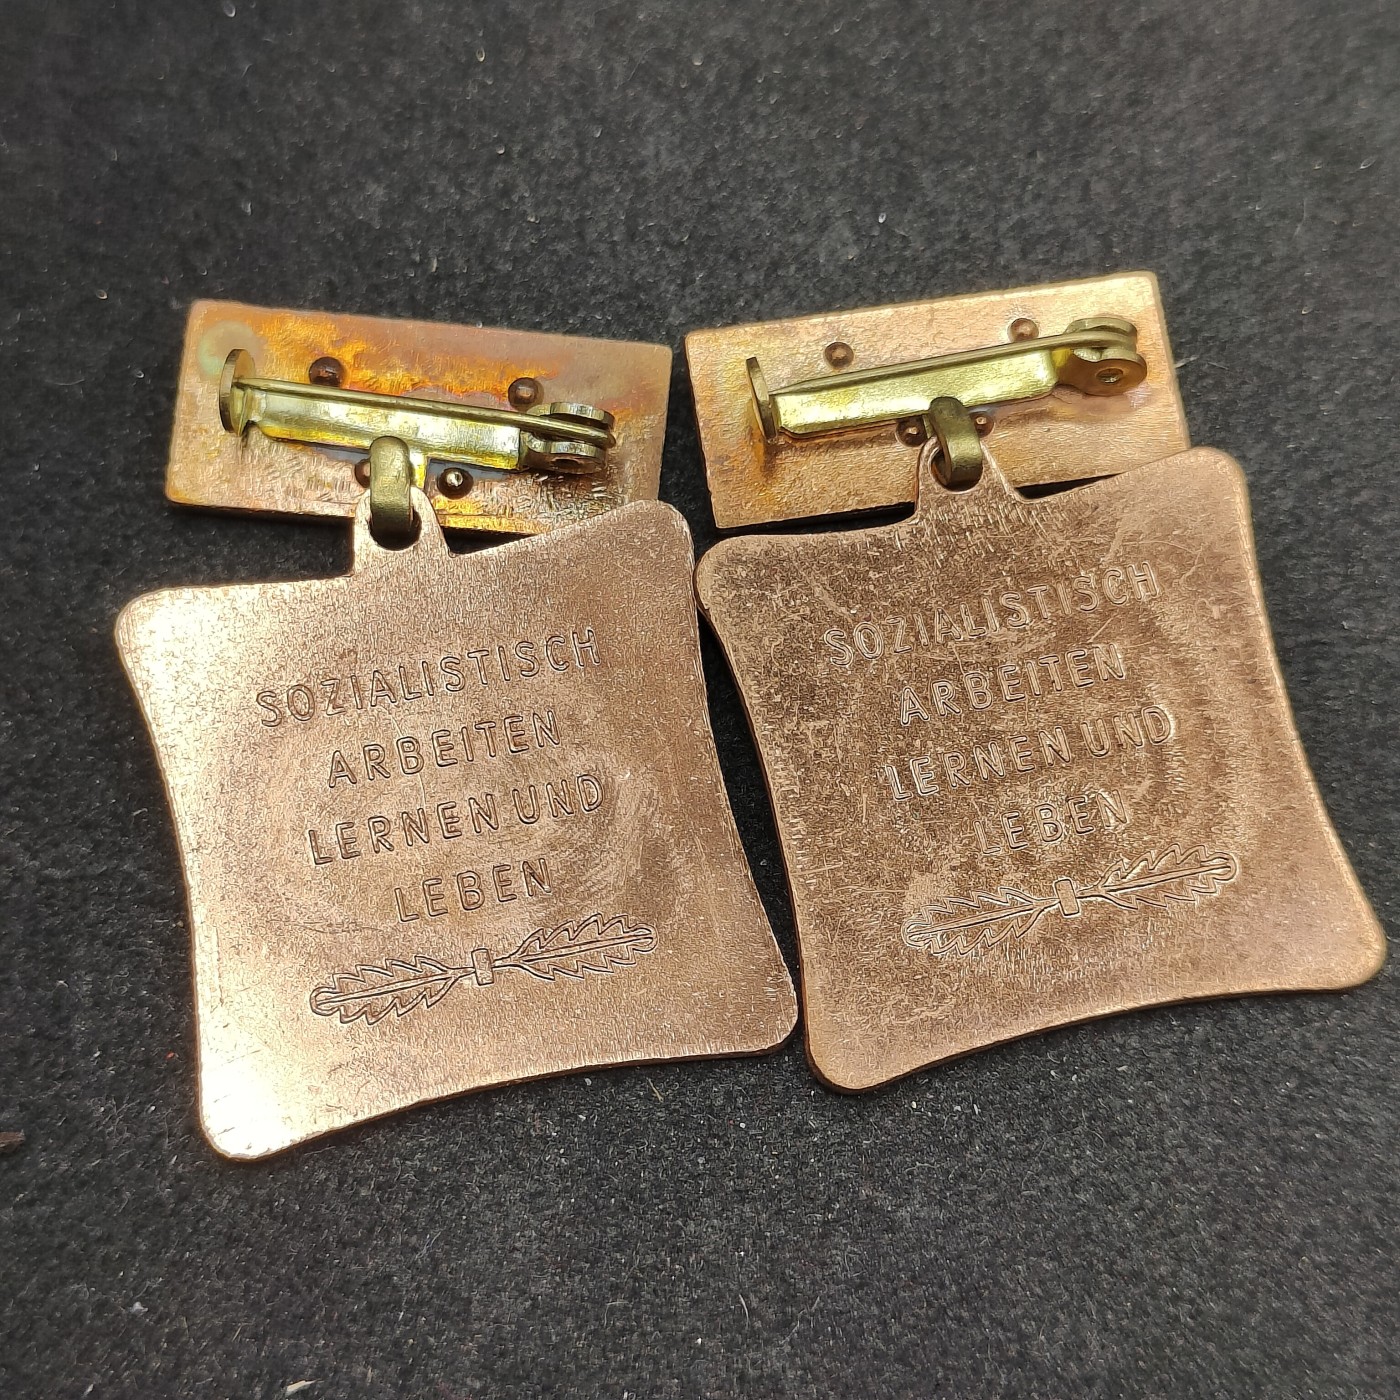 SOZIALISTISCH
ARBEITEN
LERNEN UND
LEBEN
SOZIALISTISCH
ARBEITEN
LERNEN UND
LEBEN